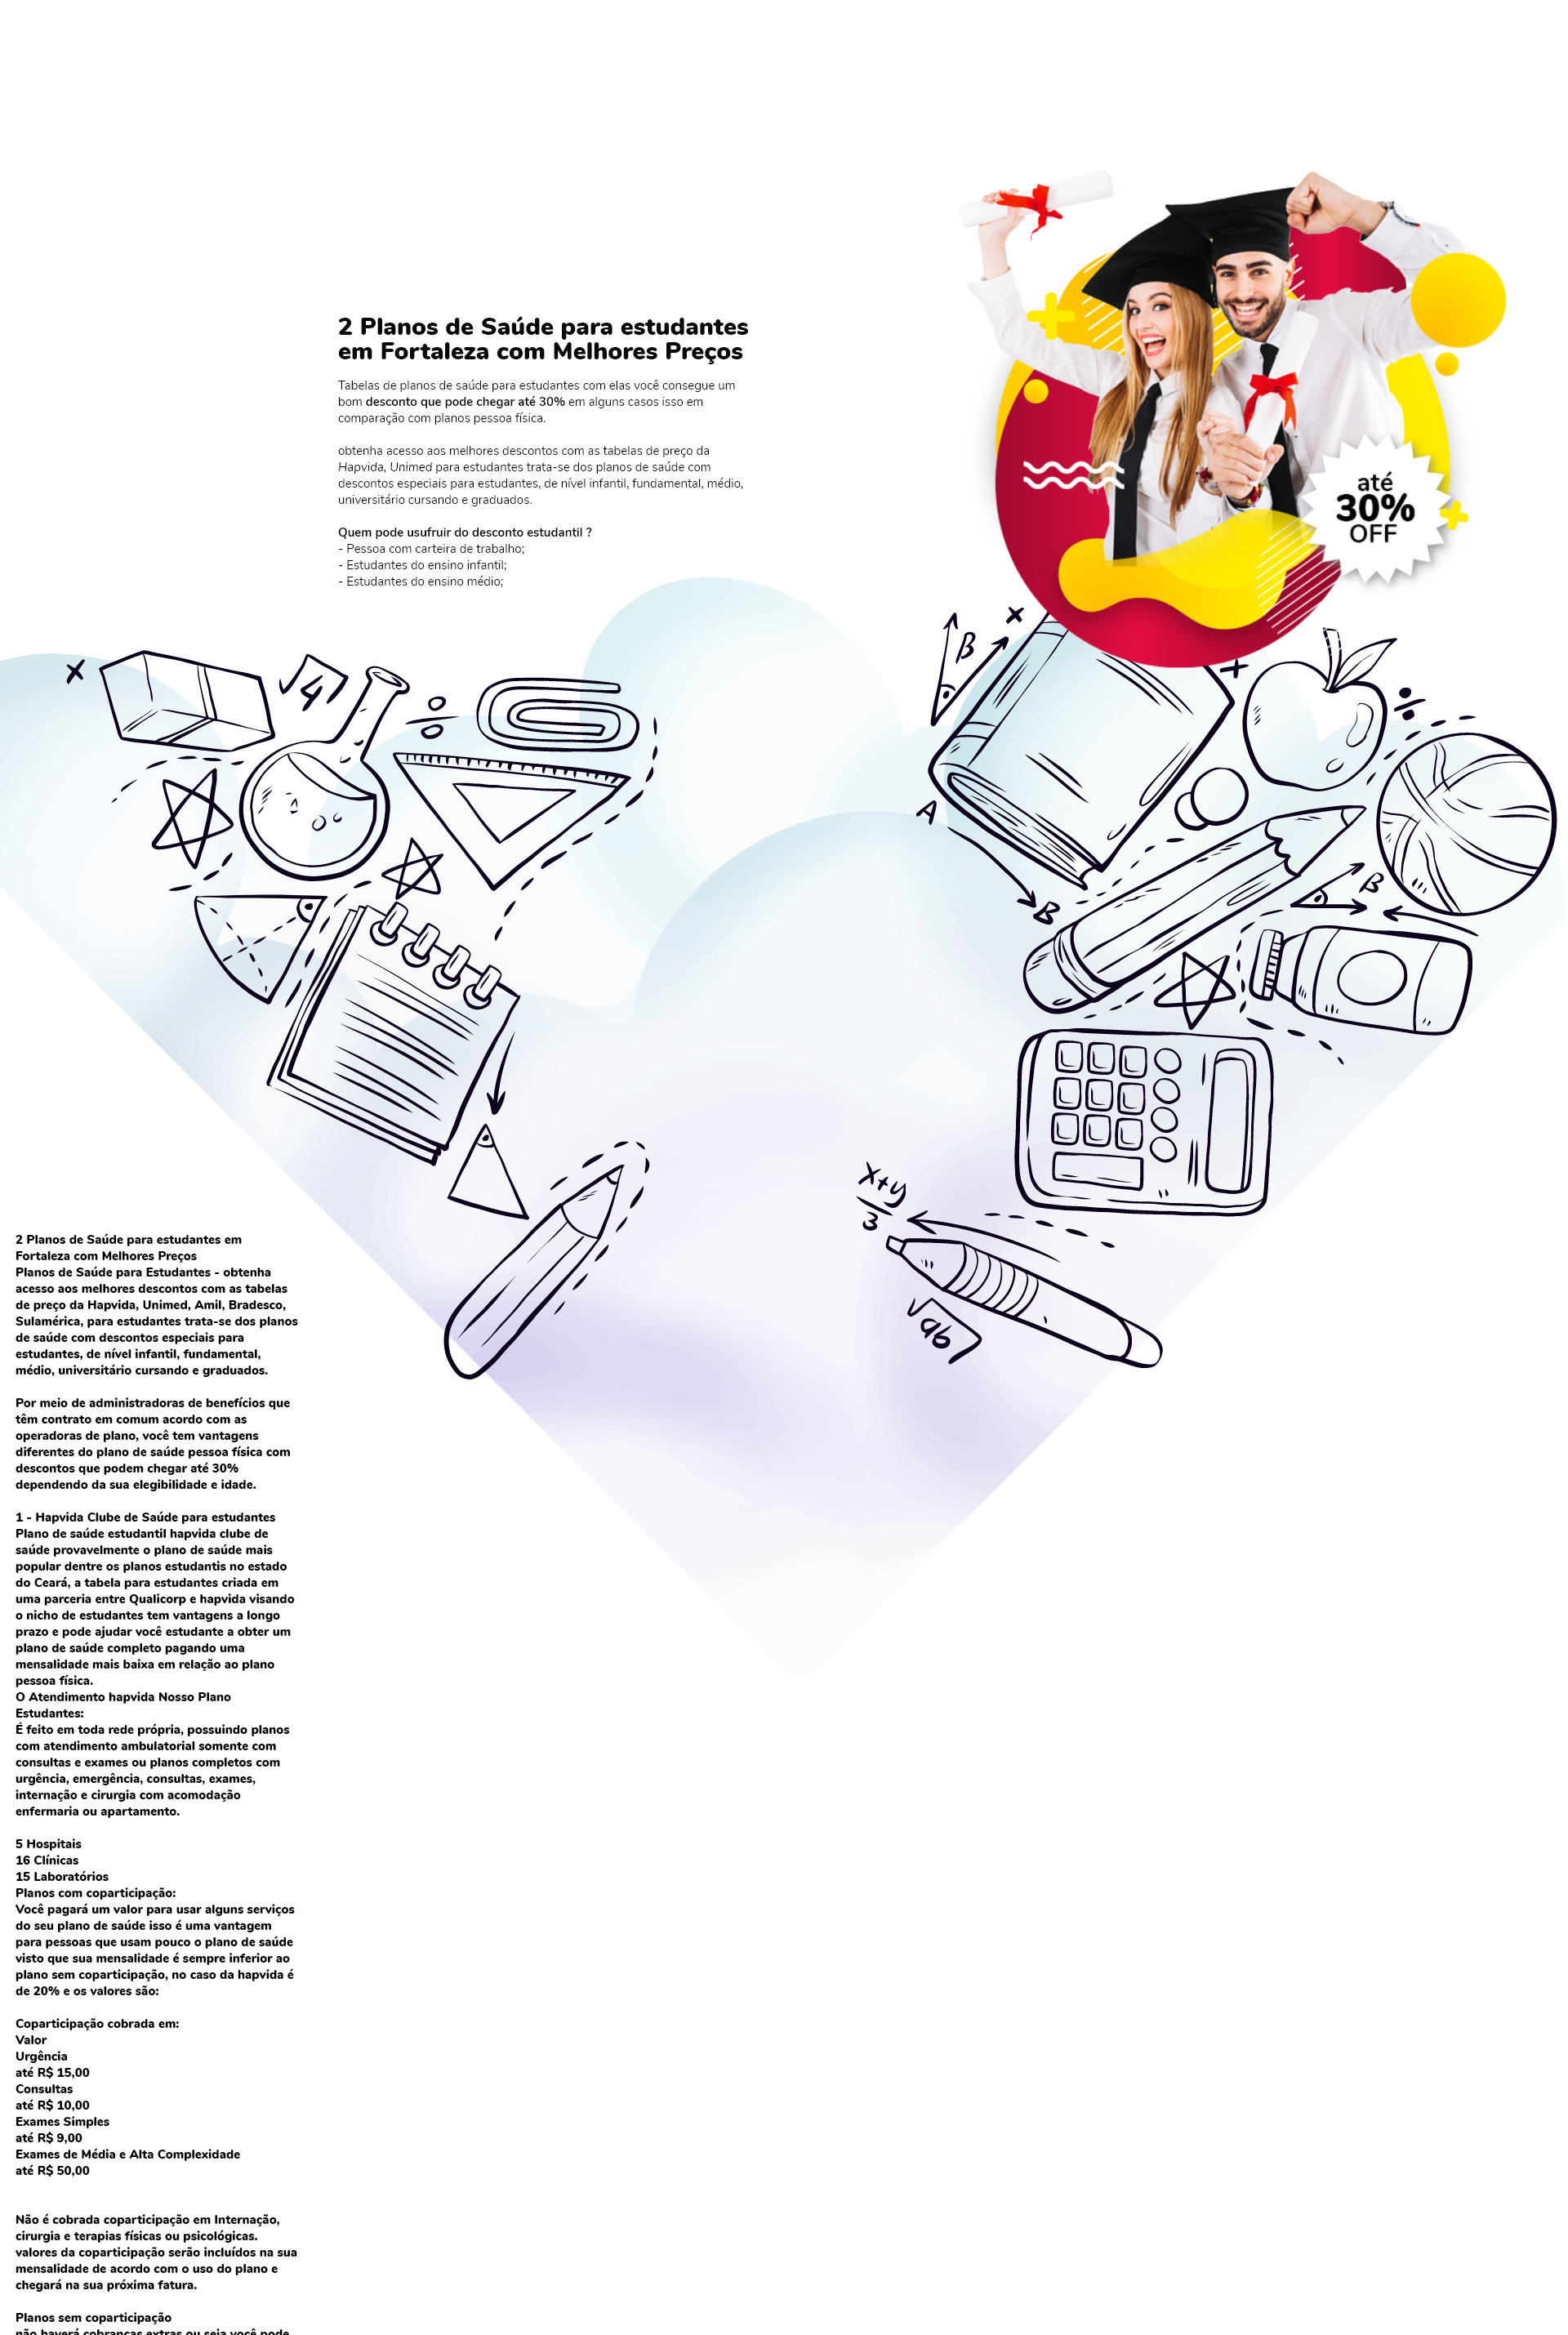 2 Planos de Saúde para estudantes
em Fortaleza com Melhores Preços
Tabelas de planos de saúde para estudantes com elas você consegue um
bom desconto que pode chegar até 30% em alguns casos isso em
comparação com planos pessoa física.
obtenha acesso aos melhores descontos com as tabelas de preço da
Hapvida, Unimed para estudantes trata-se dos planos de saúde com
descontos especiais para estudantes, de nível infantil, fundamental, médio,
universitário cursando e graduados.
Quem pode usufruir do desconto estudantil ?
- Pessoa com carteira de trabalho;
- Estudantes do ensino infantil;
- Estudantes do ensino médio;
até
30%
OFF
β
x
x
√4
÷
+
÷
A
B
β
x+y
3
√ab
2 Planos de Saúde para estudantes em
Fortaleza com Melhores Preços
Planos de Saúde para Estudantes - obtenha
acesso aos melhores descontos com as tabelas
de preço da Hapvida, Unimed, Amil, Bradesco,
Sulamérica, para estudantes trata-se dos planos
de saúde com descontos especiais para
estudantes, de nível infantil, fundamental,
médio, universitário cursando e graduados.
Por meio de administradoras de benefícios que
têm contrato em comum acordo com as
operadoras de plano, você tem vantagens
diferentes do plano de saúde pessoa física com
descontos que podem chegar até 30%
dependendo da sua elegibilidade e idade.
1 - Hapvida Clube de Saúde para estudantes
Plano de saúde estudantil hapvida clube de
saúde provavelmente o plano de saúde mais
popular dentre os planos estudantis no estado
do Ceará, a tabela para estudantes criada em
uma parceria entre Qualicorp e hapvida visando
o nicho de estudantes tem vantagens a longo
prazo e pode ajudar você estudante a obter um
plano de saúde completo pagando uma
mensalidade mais baixa em relação ao plano
pessoa física.
O Atendimento hapvida Nosso Plano
Estudantes:
É feito em toda rede própria, possuindo planos
com atendimento ambulatorial somente com
consultas e exames ou planos completos com
urgência, emergência, consultas, exames,
internação e cirurgia com acomodação
enfermaria ou apartamento.
5 Hospitais
16 Clínicas
15 Laboratórios
Planos com coparticipação:
Você pagará um valor para usar alguns serviços
do seu plano de saúde isso é uma vantagem
para pessoas que usam pouco o plano de saúde
visto que sua mensalidade é sempre inferior ao
plano sem coparticipação, no caso da hapvida é
de 20% e os valores são:
Coparticipação cobrada em:
Valor
Urgência
até R$ 15,00
Consultas
até R$ 10,00
Exames Simples
até R$ 9,00
Exames de Média e Alta Complexidade
até R$ 50,00
Não é cobrada coparticipação em Internação,
cirurgia e terapias físicas ou psicológicas.
valores da coparticipação serão incluídos na sua
mensalidade de acordo com o uso do plano e
chegará na sua próxima fatura.
Planos sem coparticipação
não haverá cobranças extras ou seja você pode